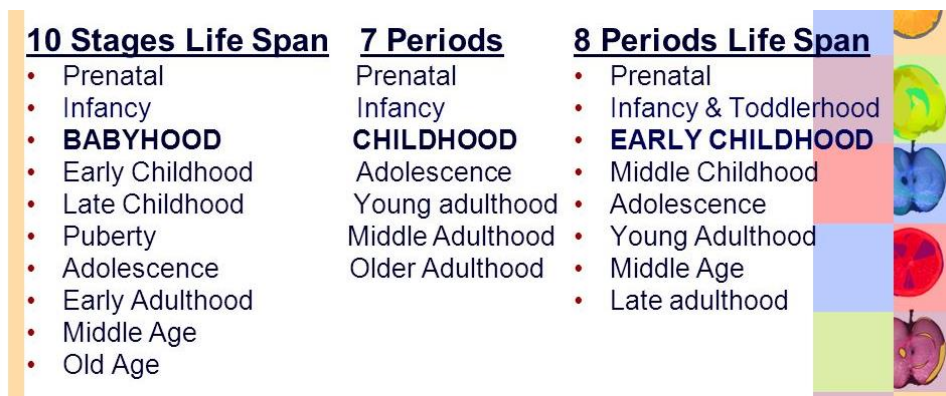 10 Stages Life Span
• Prenatal
• Infancy
• BABYHOOD
• Early Childhood
• Late Childhood
• Puberty
• Adolescence
• Early Adulthood
• Middle Age
• Old Age
7 Periods
Prenatal
Infancy
CHILDHOOD
Adolescence
Young adulthood
Middle Adulthood
Older Adulthood
8 Periods Life Span
• Prenatal
• Infancy & Toddlerhood
• EARLY CHILDHOOD
• Middle Childhood
• Adolescence
• Young Adulthood
• Middle Age
• Late adulthood